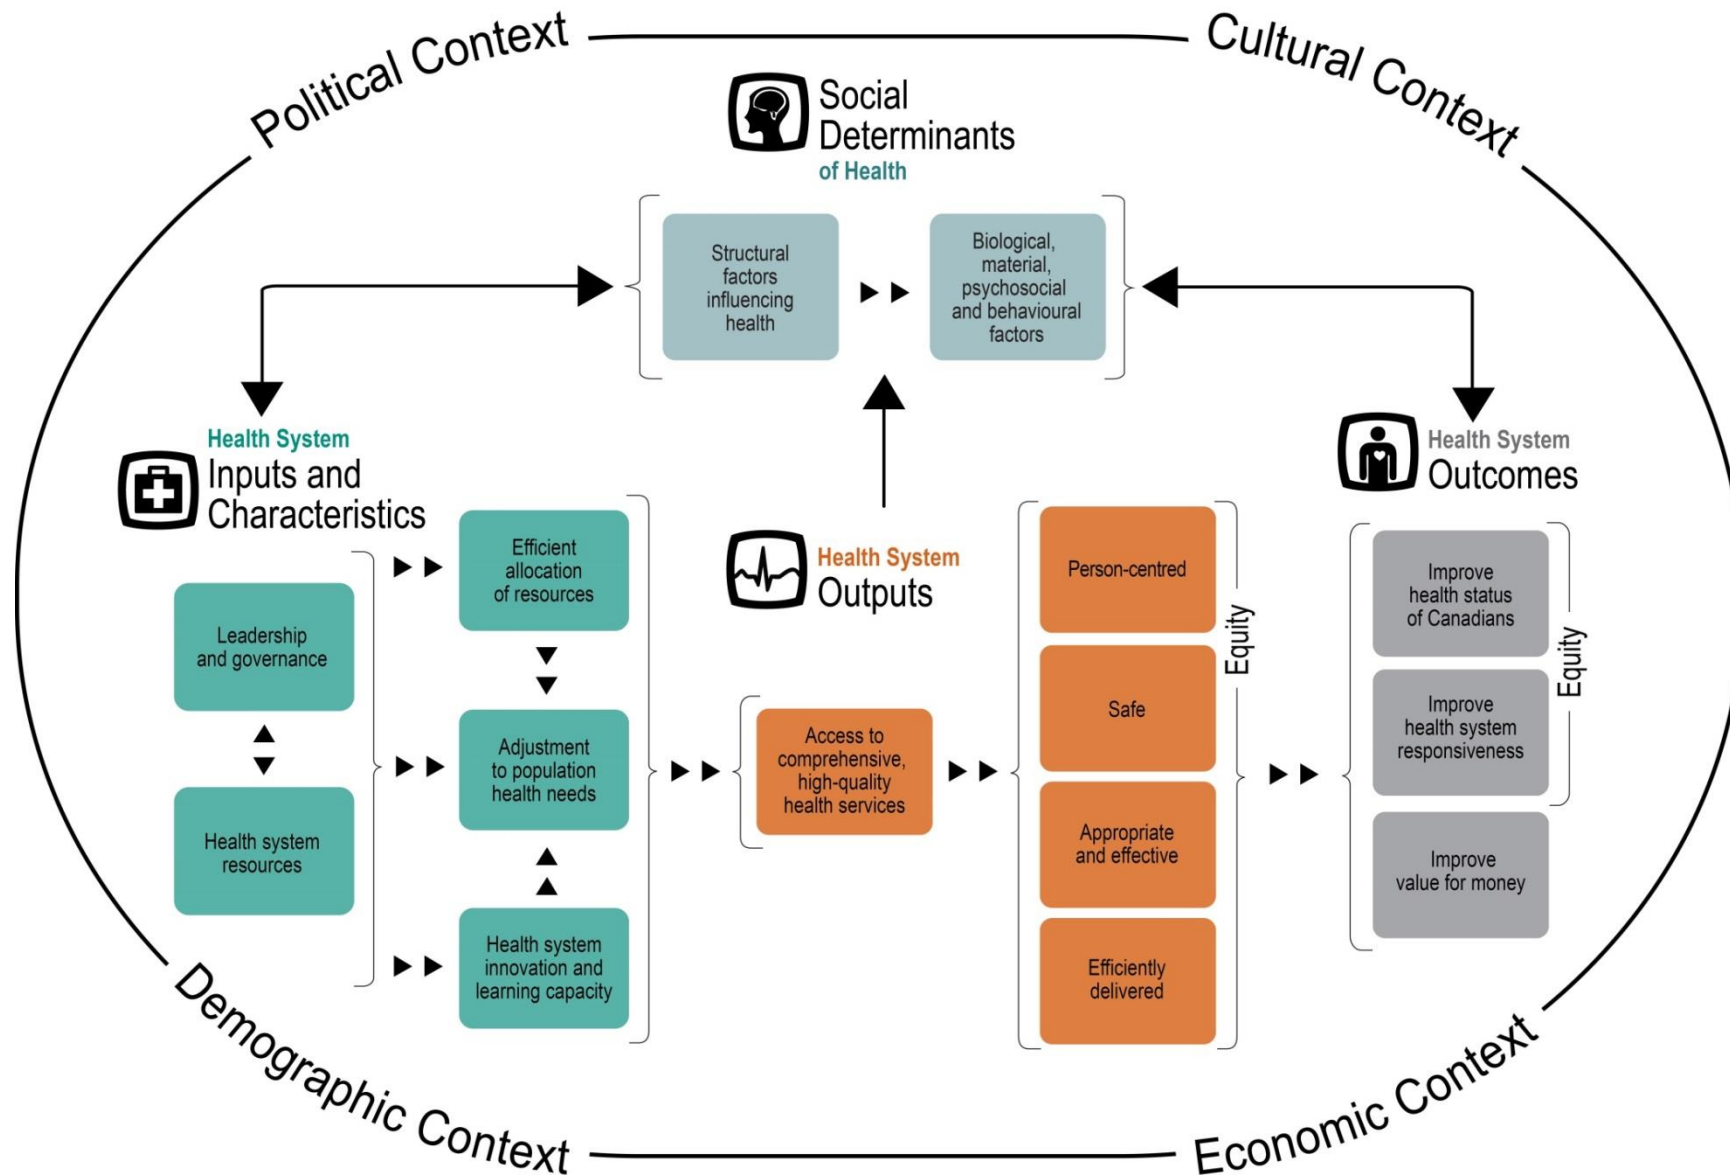 Political Context
Cultural Context
Social
Determinants
of Health
Structural
factors
influencing
health
Biological,
material,
psychosocial
and behavioural
factors
Health System
Inputs and
Characteristics
Leadership
and governance
Health system
resources
Efficient
allocation
of resources
Adjustment
to population
health needs
Health system
innovation and
learning capacity
Health System
Outputs
Access to
comprehensive,
high-quality
health services
Person-centred
Safe
Appropriate
and effective
Efficiently
delivered
Equity
Health System
Outcomes
Improve
health status
of Canadians
Improve
health system
responsiveness
Improve
value for money
Equity
Demographic Context
Economic Context